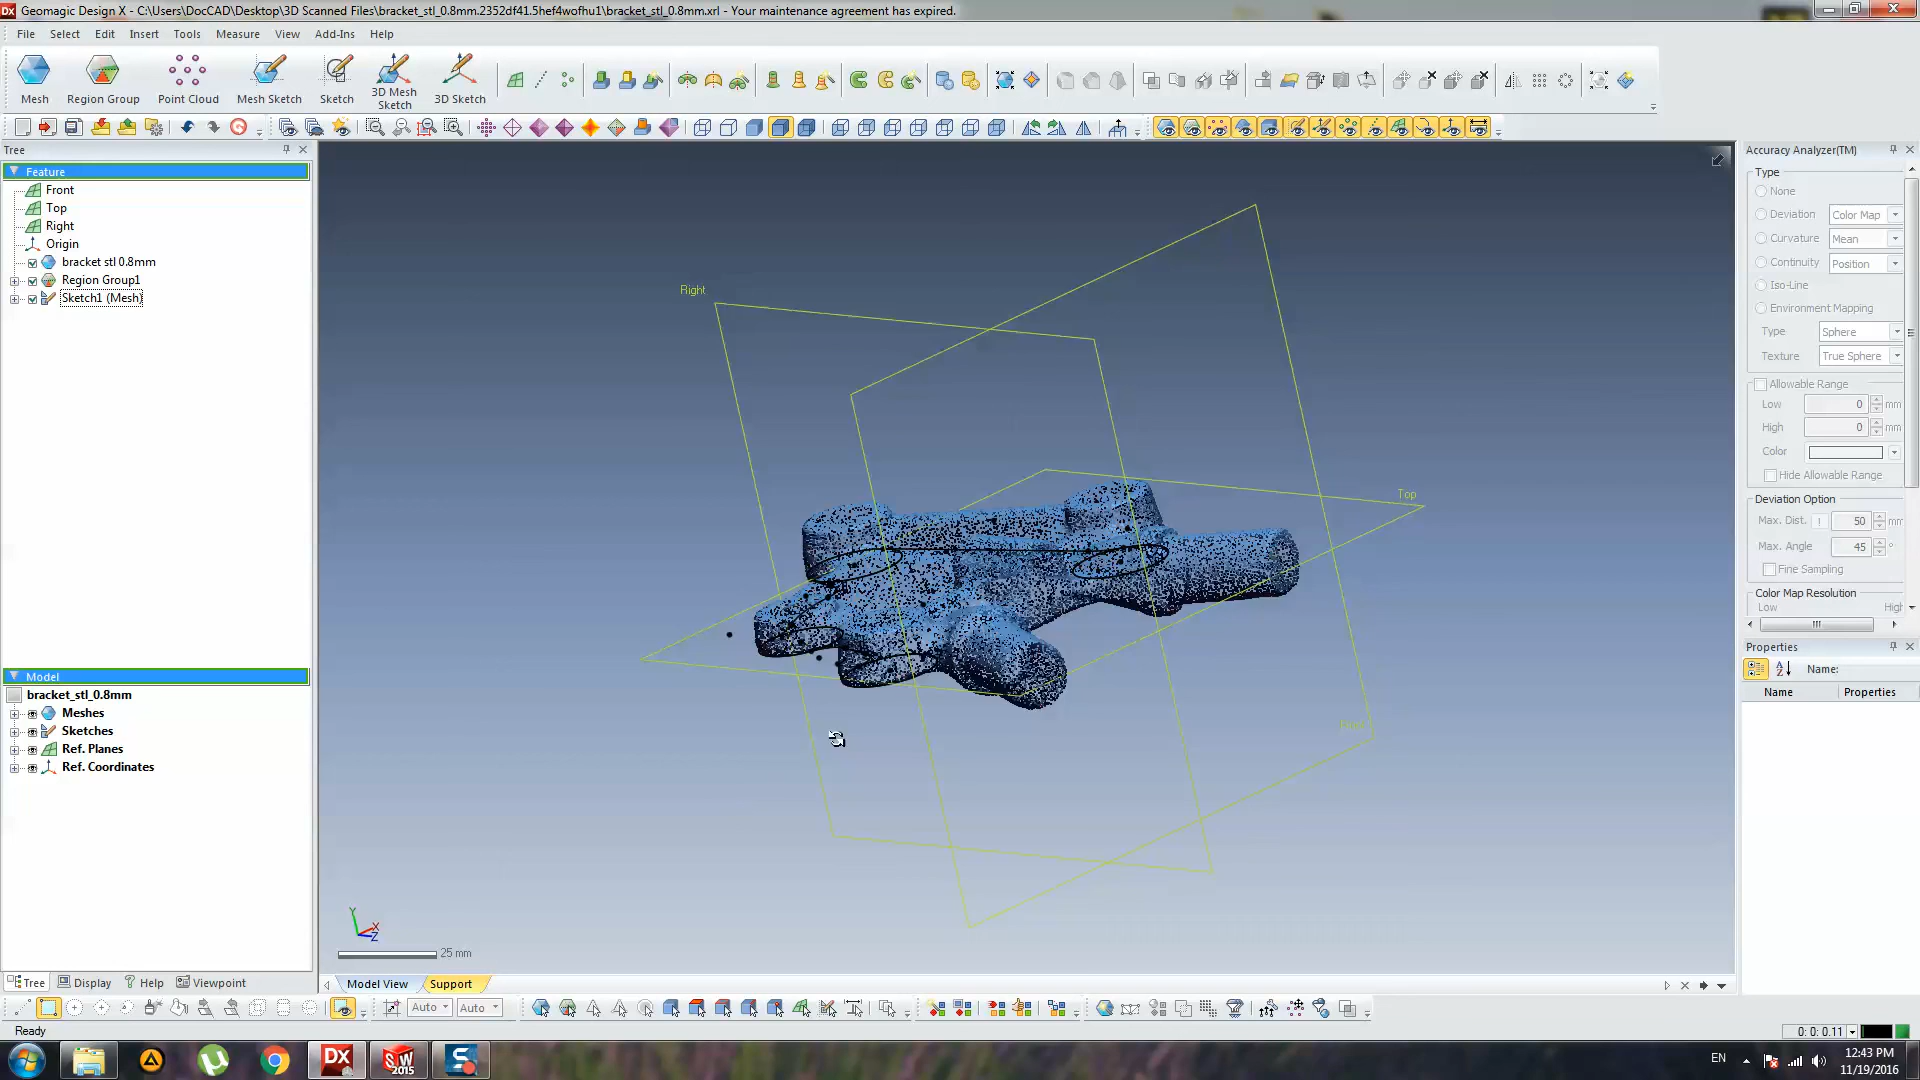 Geomagic Design X - C:\Users\DocCAD\Desktop\3D Scanned Files\bracket_stl_0.8mm.2352df41.5hef4wofhu1\bracket_stl_0.8mm.xrl - Your maintenance agreement has expired.
File Select Edit Insert Tools Measure View Add-Ins Help
Mesh Region Group Point Cloud Mesh Sketch Sketch 3D Mesh Sketch 3D Sketch
Tree
Feature
Front
Top
Right
Origin
bracket stl 0.8mm
Region Group1
Sketch1 (Mesh)
Model
bracket_stl_0.8mm
Meshes
Sketches
Ref. Planes
Ref. Coordinates
Tree Display Help Viewpoint
Right
Top
Y
X
Z
25 mm
Model View Support
Auto Auto
Accuracy Analyzer(TM)
Type
None
Deviation Color Map
Curvature Mean
Continuity Position
Iso-Line
Environment Mapping
Type Sphere
Texture True Sphere
Allowable Range
Low 0 mm
High 0 mm
Color
Hide Allowable Range
Deviation Option
Max. Dist. 50 mm
Max. Angle 45 °
Fine Sampling
Color Map Resolution
Low High
Properties
Name:
Name Properties
Ready
0: 0: 0.11
DX SW 2015 S
EN
12:43 PM
11/19/2016